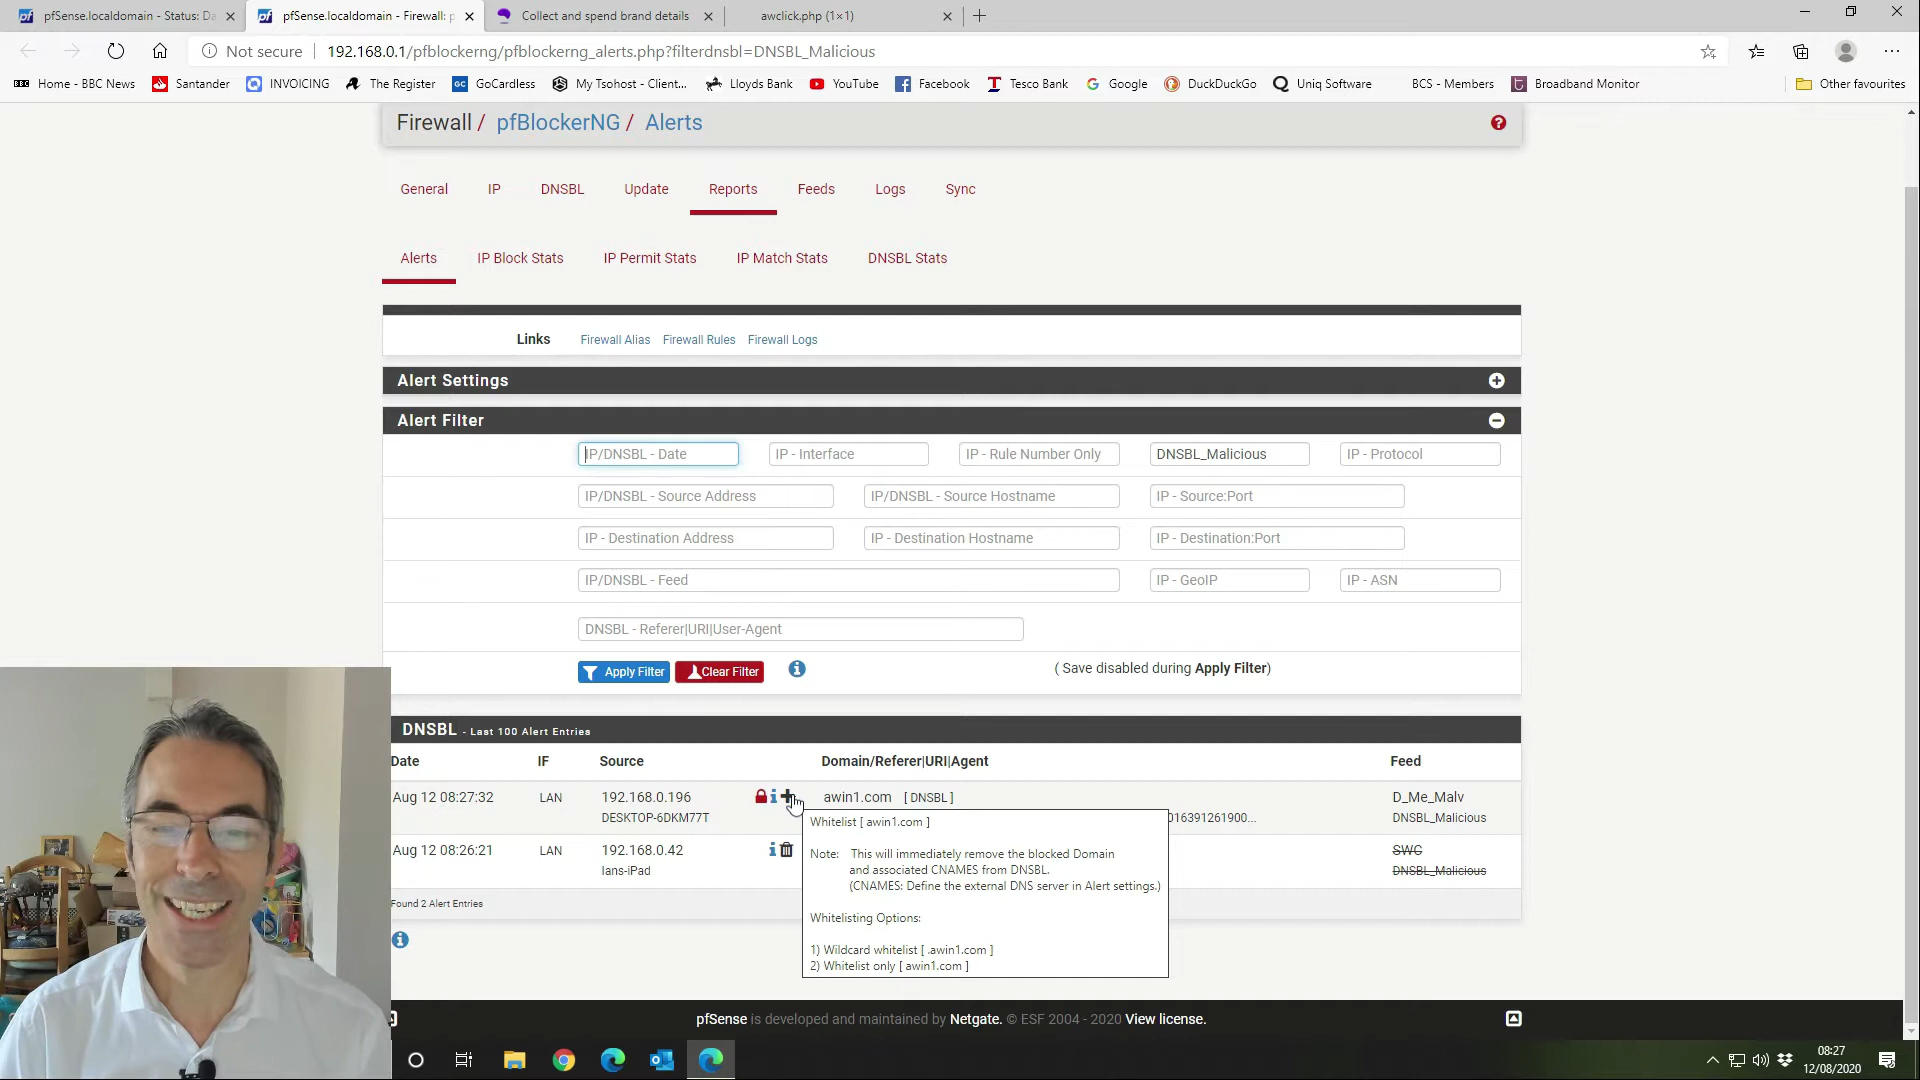 pfSense.localdomain - Status: Da
pfSense.localdomain - Firewall: p
Collect and spend brand details
awclick.php (1×1)
Not secure
192.168.0.1/pfblockerng/pfblockerng_alerts.php?filterdnsbl=DNSBL_Malicious
Home - BBC News
Santander
INVOICING
The Register
GoCardless
My Tsohost - Client...
Lloyds Bank
YouTube
Facebook
Tesco Bank
Google
DuckDuckGo
Uniq Software
BCS - Members
Broadband Monitor
Other favourites
Firewall / pfBlockerNG / Alerts
General IP DNSBL Update Reports Feeds Logs Sync
Alerts IP Block Stats IP Permit Stats IP Match Stats DNSBL Stats
Links Firewall Alias Firewall Rules Firewall Logs
Alert Settings
Alert Filter
IP/DNSBL - Date IP - Interface IP - Rule Number Only DNSBL_Malicious IP - Protocol
IP/DNSBL - Source Address IP/DNSBL - Source Hostname IP - Source:Port
IP - Destination Address IP - Destination Hostname IP - Destination:Port
IP/DNSBL - Feed IP - GeoIP IP - ASN
DNSBL - Referer|URI|User-Agent
Apply Filter Clear Filter ( Save disabled during Apply Filter)
DNSBL - Last 100 Alert Entries
Date IF Source Domain/Referer|URI|Agent Feed
Aug 12 08:27:32 LAN 192.168.0.196 awin1.com [ DNSBL ] D_Me_Malv
DESKTOP-6DKM77T 016391261900... DNSBL_Malicious
Aug 12 08:26:21 LAN 192.168.0.42 SWC
Ians-iPad DNSBL_Malicious
Found 2 Alert Entries
Whitelist [ awin1.com ]
Note: This will immediately remove the blocked Domain
and associated CNAMES from DNSBL.
(CNAMES: Define the external DNS server in Alert settings.)
Whitelisting Options:
1) Wildcard whitelist [ .awin1.com ]
2) Whitelist only [ awin1.com ]
pfSense is developed and maintained by Netgate. © ESF 2004 - 2020 View license.
08:27
12/08/2020